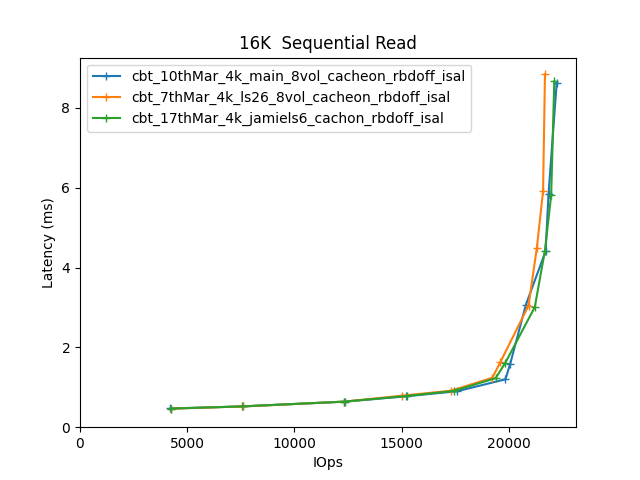 16K  Sequential Read
cbt_10thMar_4k_main_8vol_cacheon_rbdoff_isal
cbt_7thMar_4k_ls26_8vol_cacheon_rbdoff_isal
cbt_17thMar_4k_jamiels6_cachon_rbdoff_isal
Latency (ms)
8
6
4
2
0
0 5000 10000 15000 20000
IOps